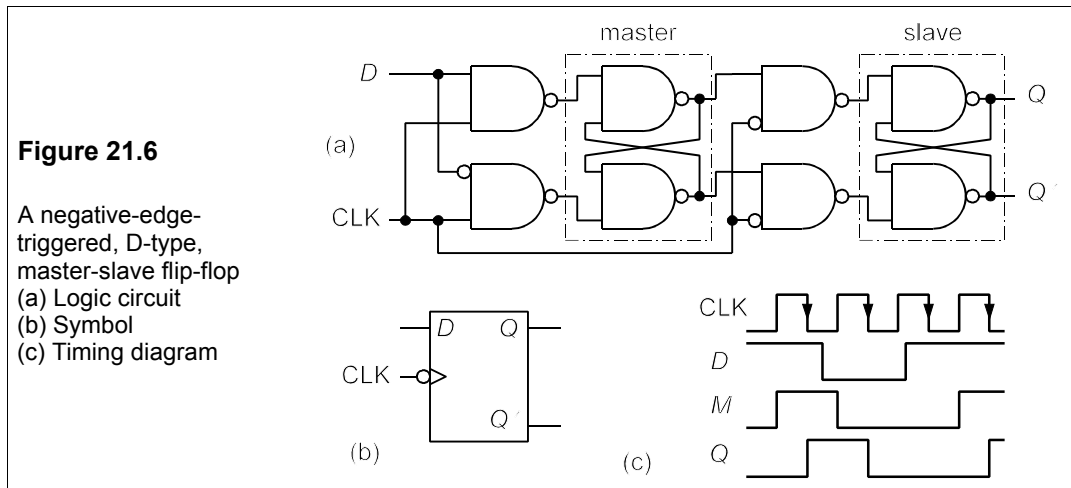 Figure 21.6
A negative-edge-
triggered, D-type,
master-slave flip-flop
(a) Logic circuit
(b) Symbol
(c) Timing diagram
master
slave
D
(a)
CLK
Q
Q′
D Q
CLK
Q′
(b)
CLK
D
M
Q
(c)